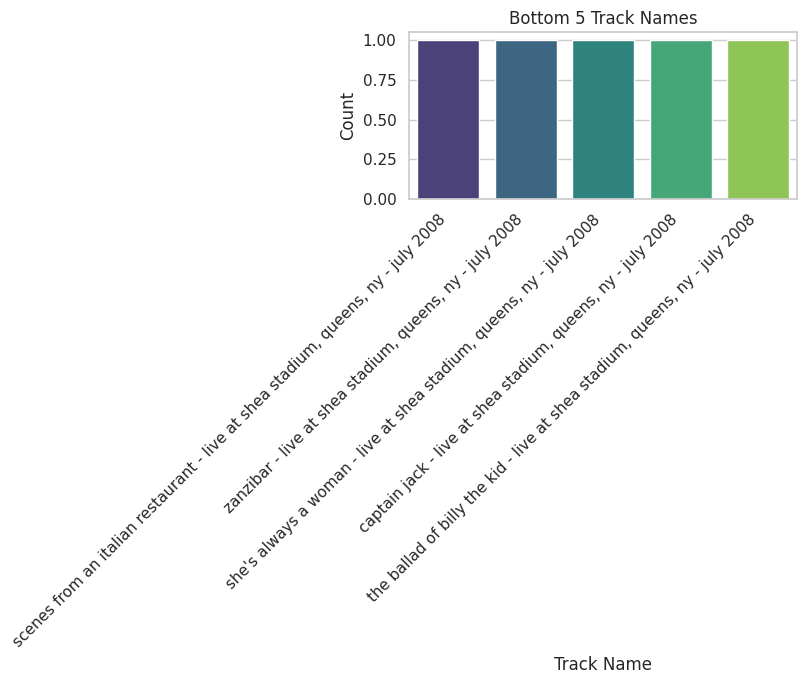 Bottom 5 Track Names
Count
1.00
0.75
0.50
0.25
0.00
scenes from an italian restaurant - live at shea stadium, queens, ny - july 2008
zanzibar - live at shea stadium, queens, ny - july 2008
she's always a woman - live at shea stadium, queens, ny - july 2008
captain jack - live at shea stadium, queens, ny - july 2008
the ballad of billy the kid - live at shea stadium, queens, ny - july 2008
Track Name